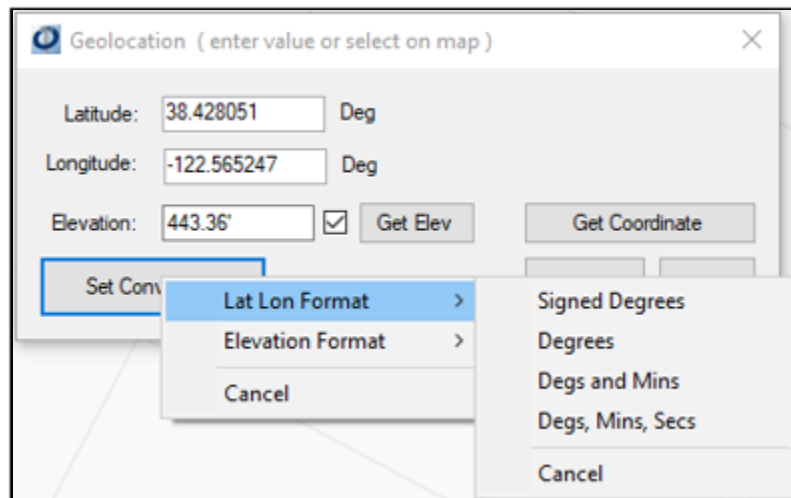 Geolocation ( enter value or select on map )
Latitude: 38.428051 Deg
Longitude: -122.565247 Deg
Elevation: 443.36' Get Elev Get Coordinate
Set Conv
Lat Lon Format >
Elevation Format >
Cancel
Signed Degrees
Degrees
Degs and Mins
Degs, Mins, Secs
Cancel